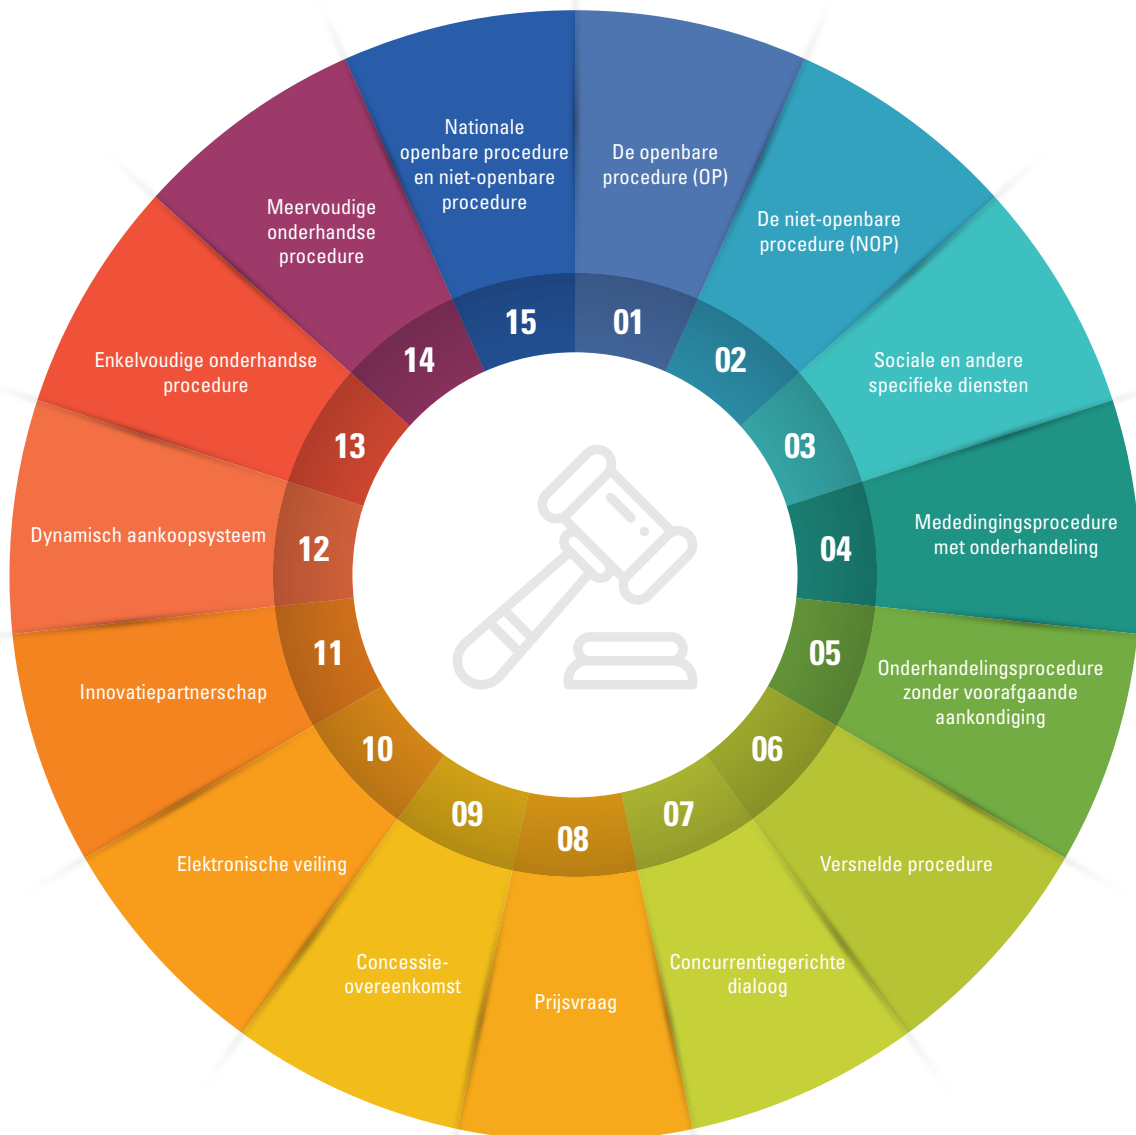 01
De openbare
procedure (OP)
02
De niet-openbare
procedure (NOP)
03
Sociale en andere
specifieke diensten
04
Mededingingsprocedure
met onderhandeling
05
Onderhandelingsprocedure
zonder voorafgaande
aankondiging
06
Versnelde procedure
07
Concurrentiegerichte
dialoog
08
Prijsvraag
09
Concessie-
overeenkomst
10
Elektronische veiling
11
Innovatiepartnerschap
12
Dynamisch aankoopsysteem
13
Enkelvoudige onderhandse
procedure
14
Meervoudige
onderhandse
procedure
15
Nationale
openbare procedure
en niet-openbare
procedure